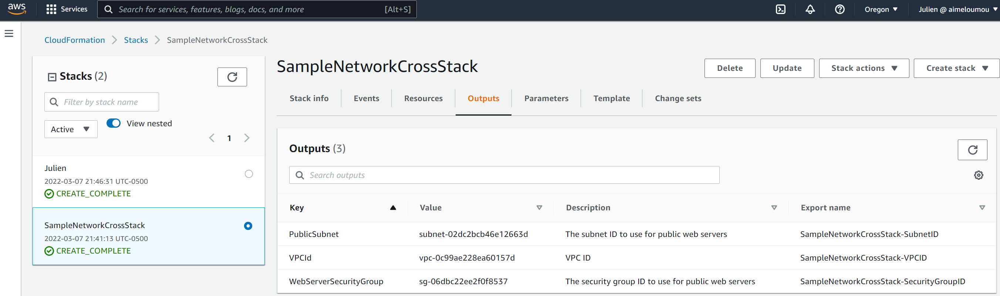 aws
Services
Search for services, features, blogs, docs, and more [Alt+S]
Oregon
Julien @ aimeloumou
CloudFormation
Stacks
SampleNetworkCrossStack
Stacks (2)
Filter by stack name
Active
View nested
1
Julien
2022-03-07 21:46:31 UTC-0500
CREATE_COMPLETE
SampleNetworkCrossStack
2022-03-07 21:41:13 UTC-0500
CREATE_COMPLETE
SampleNetworkCrossStack
Delete
Update
Stack actions
Create stack
Stack info
Events
Resources
Outputs
Parameters
Template
Change sets
Outputs (3)
Search outputs
Key Value Description Export name
PublicSubnet subnet-02dc2bcb46e12663d The subnet ID to use for public web servers SampleNetworkCrossStack-SubnetID
VPCId vpc-0c99ae228ea60157d VPC ID SampleNetworkCrossStack-VPCID
WebServerSecurityGroup sg-06dbc22ee2f0f8537 The security group ID to use for public web servers SampleNetworkCrossStack-SecurityGroupID